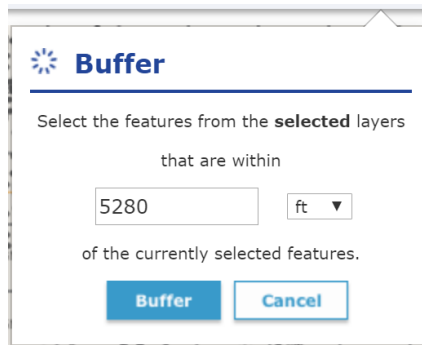 Buffer
Select the features from the selected layers
that are within
5280 ft
of the currently selected features.
Buffer Cancel